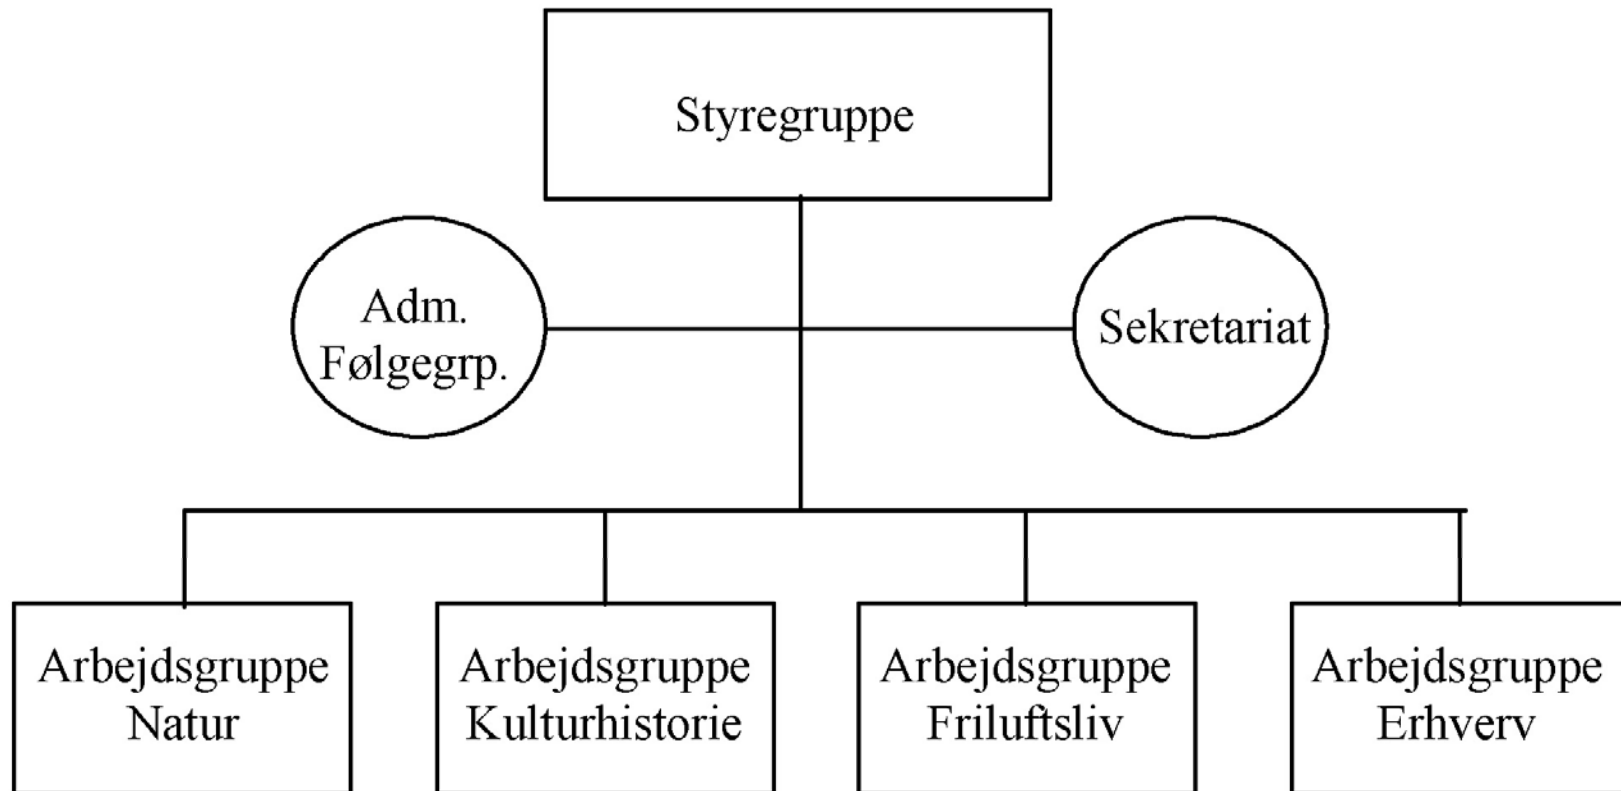 Styregruppe
Adm.
Følgegrp.
Sekretariat
Arbejdsgruppe
Natur
Arbejdsgruppe
Kulturhistorie
Arbejdsgruppe
Friluftsliv
Arbejdsgruppe
Erhverv